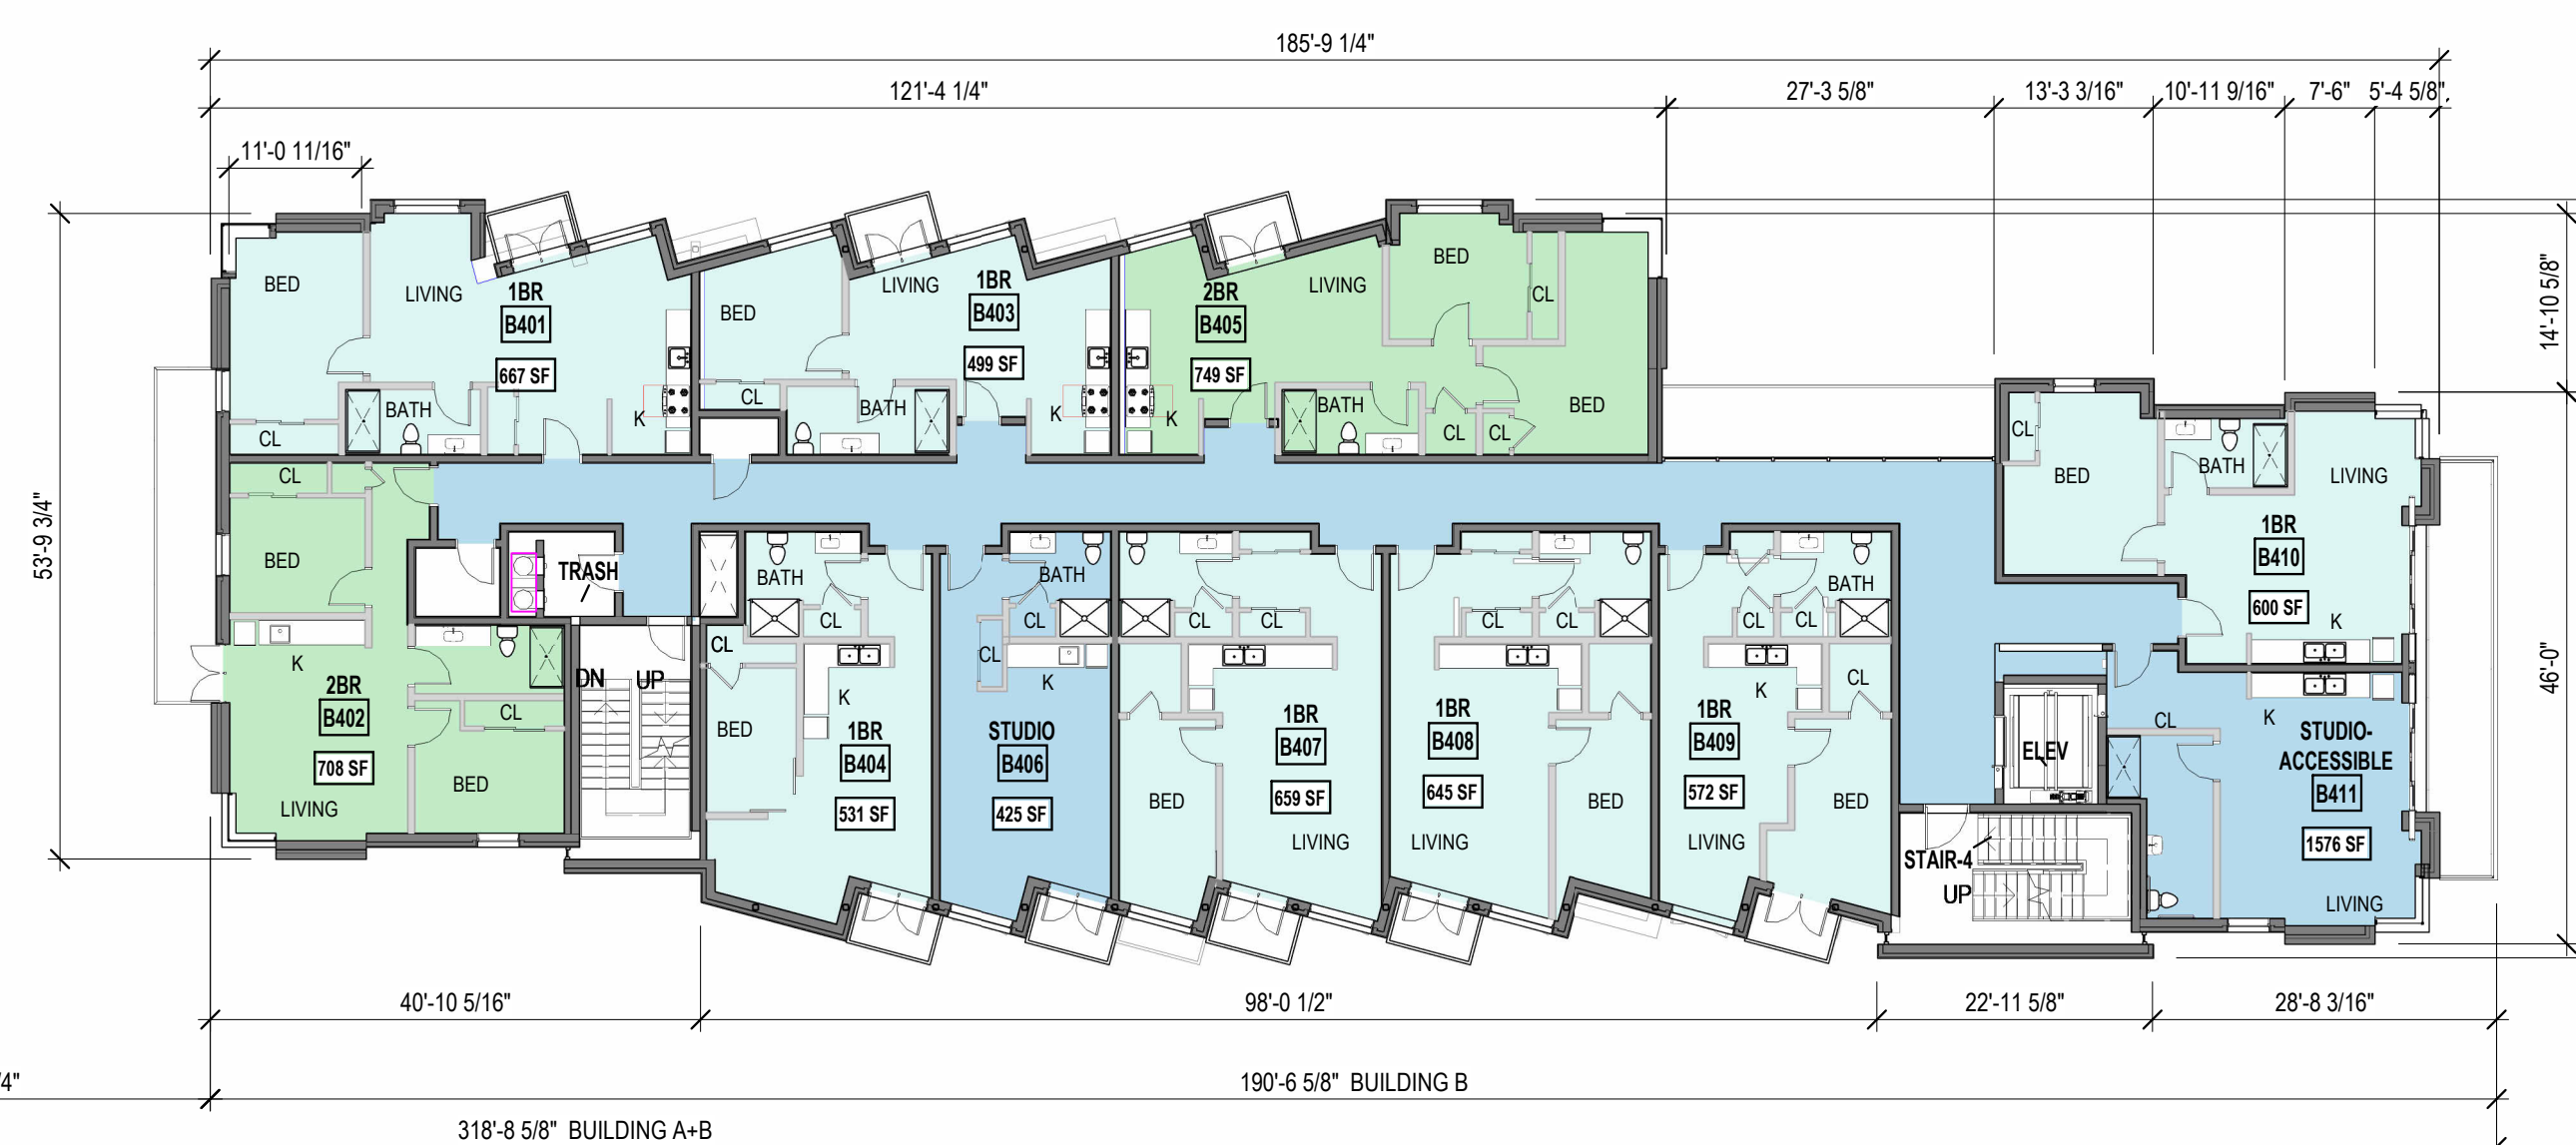 185'-9 1/4"
121'-4 1/4"
27'-3 5/8"
13'-3 3/16"
10'-11 9/16"
7'-6"
5'-4 5/8"
11'-0 11/16"
53'-9 3/4"
14'-10 5/8"
46'-0"
BED
LIVING
1BR
B401
667 SF
BATH
CL
K
BED
LIVING
1BR
B403
499 SF
CL
BATH
K
2BR
B405
749 SF
LIVING
BED
CL
K
BATH
CL
CL
BED
CL
BED
K
2BR
B402
708 SF
LIVING
CL
BED
TRASH
DN
UP
BATH
CL
CL
K
BED
1BR
B404
531 SF
BATH
CL
CL
K
STUDIO
B406
425 SF
CL
CL
1BR
B407
659 SF
BED
LIVING
CL
CL
1BR
B408
645 SF
BED
LIVING
BATH
CL
CL
CL
K
1BR
B409
572 SF
BED
LIVING
CL
BED
BATH
LIVING
1BR
B410
600 SF
K
ELEV
STAIR-4
UP
CL
K
STUDIO-
ACCESSIBLE
B411
1576 SF
LIVING
40'-10 5/16"
98'-0 1/2"
22'-11 5/8"
28'-8 3/16"
/4"
190'-6 5/8" BUILDING B
318'-8 5/8" BUILDING A+B